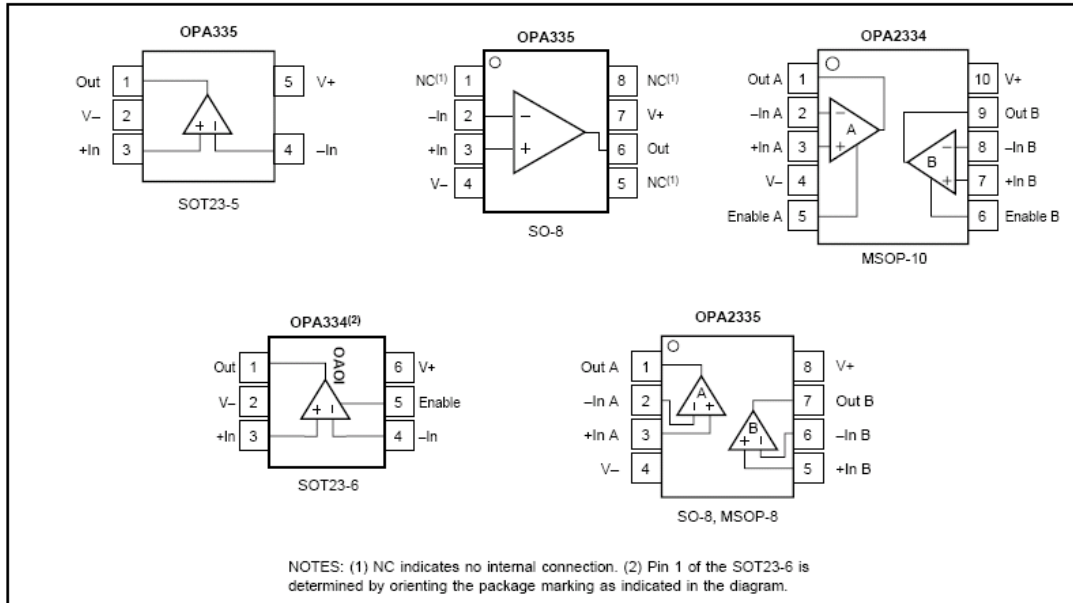 OPA335
Out 1
5 V+
V– 2
+In 3
4 –In
SOT23-5
OPA335
NC(1) 1
8 NC(1)
–In 2
7 V+
+In 3
6 Out
V– 4
5 NC(1)
SO-8
OPA2334
Out A 1
10 V+
–In A 2
9 Out B
+In A 3
8 –In B
V– 4
7 +In B
Enable A 5
6 Enable B
A
B
MSOP-10
OPA334(2)
Out 1
6 V+
V– 2
5 Enable
+In 3
4 –In
OAOI
SOT23-6
OPA2335
Out A 1
8 V+
–In A 2
7 Out B
+In A 3
6 –In B
V– 4
5 +In B
A
B
SO-8, MSOP-8
NOTES: (1) NC indicates no internal connection. (2) Pin 1 of the SOT23-6 is
determined by orienting the package marking as indicated in the diagram.